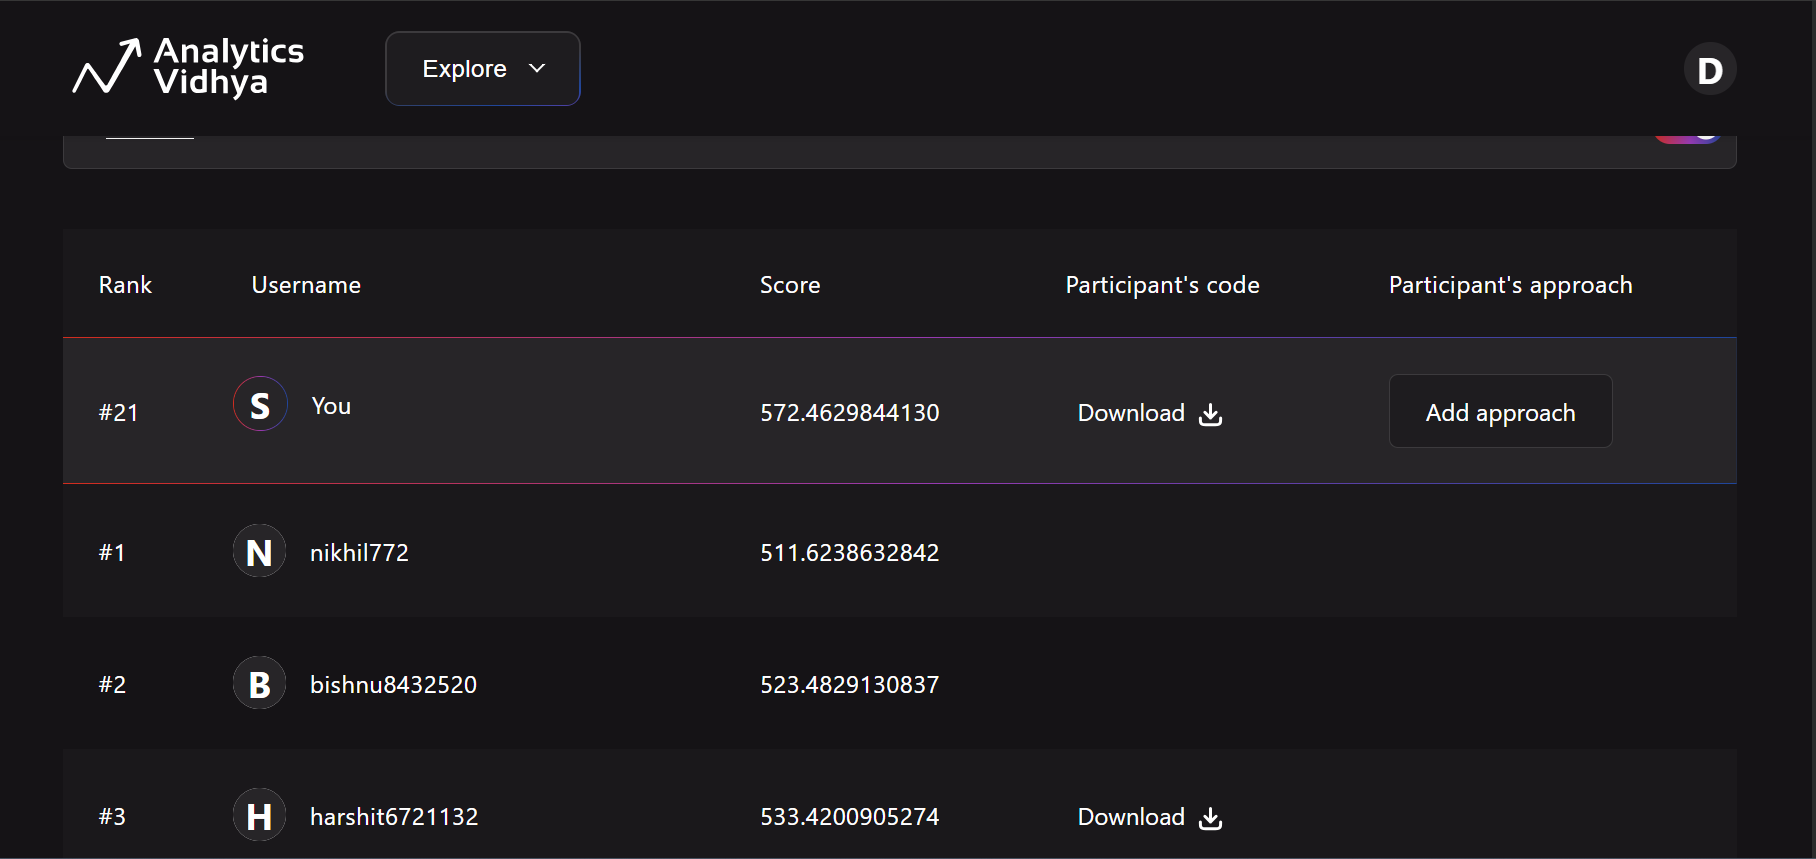 Analytics
Vidhya
Explore
D
Rank Username Score Participant's code Participant's approach
#21 S You 572.4629844130 Download Add approach
#1 N nikhil772 511.6238632842
#2 B bishnu8432520 523.4829130837
#3 H harshit6721132 533.4200905274 Download